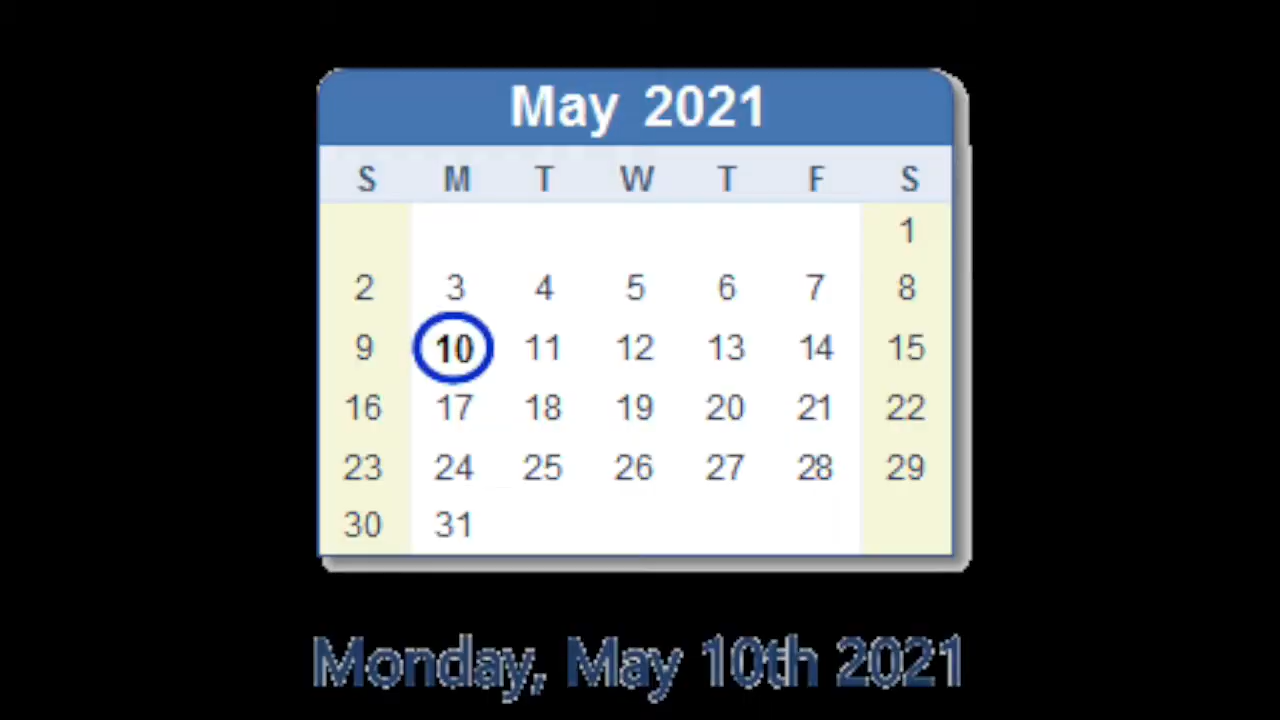 May 2021
S M T W T F S
1
2 3 4 5 6 7 8
9 10 11 12 13 14 15
16 17 18 19 20 21 22
23 24 25 26 27 28 29
30 31
Monday, May 10th 2021